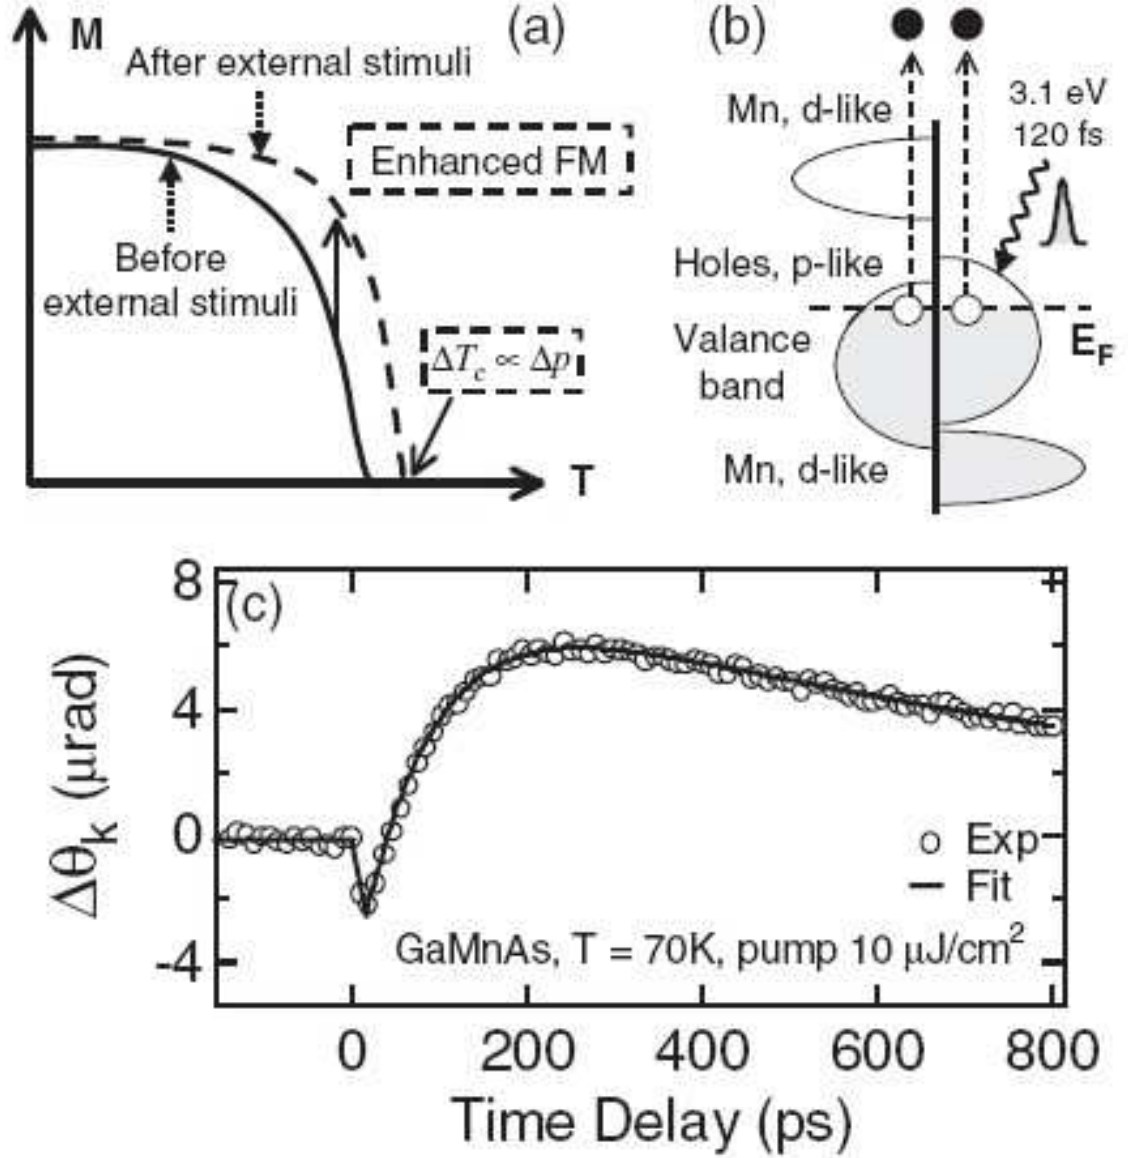 (a)
M
After external stimuli
Enhanced FM
Before
external stimuli
ΔT_c ∝ Δp
T
(b)
Mn, d-like
3.1 eV
120 fs
Holes, p-like
Valance
band
E_F
Mn, d-like
(c)
8
4
0
-4
Δθ_k (μrad)
Exp
Fit
GaMnAs, T = 70K, pump 10 μJ/cm²
0 200 400 600 800
Time Delay (ps)